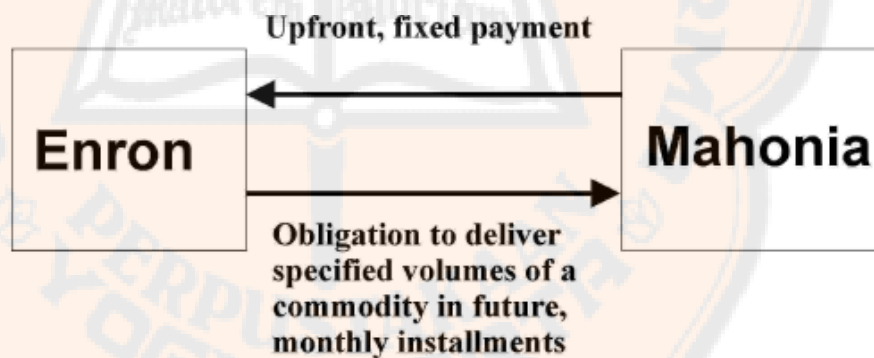 Upfront, fixed payment
Enron
Mahonia
Obligation to deliver
specified volumes of a
commodity in future,
monthly installments